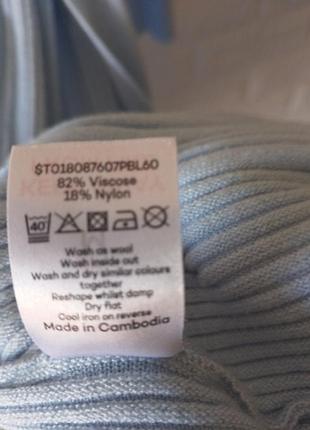 ST018087607PBL60
82% Viscose
18% Nylon
40
Wash as wool
Wash inside out
Wash and dry similar colours
together
Reshape whilst damp
Dry flat
Cool iron on reverse
Made in Cambodia